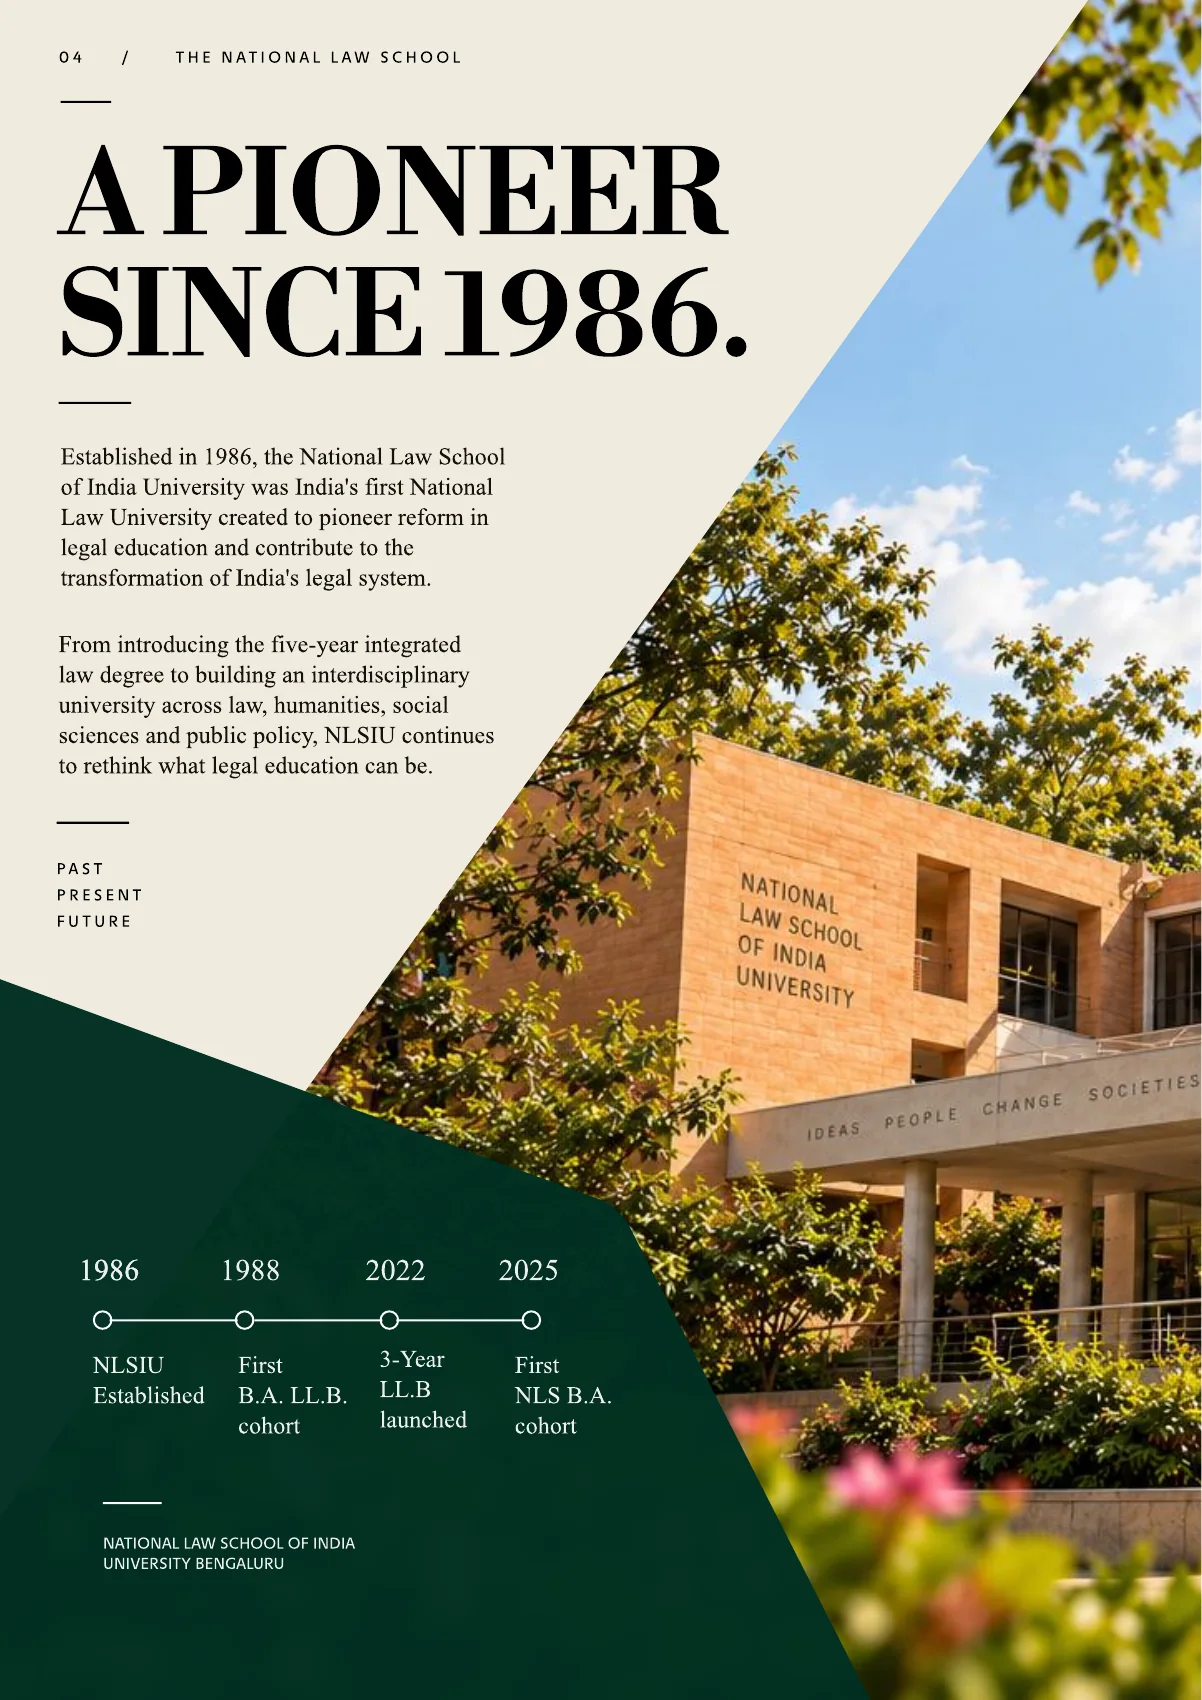 04 / THE NATIONAL LAW SCHOOL
A PIONEER
SINCE 1986.
Established in 1986, the National Law School
of India University was India's first National
Law University created to pioneer reform in
legal education and contribute to the
transformation of India's legal system.
From introducing the five-year integrated
law degree to building an interdisciplinary
university across law, humanities, social
sciences and public policy, NLSIU continues
to rethink what legal education can be.
PAST
PRESENT
FUTURE
NATIONAL
LAW SCHOOL
OF INDIA
UNIVERSITY
IDEAS PEOPLE CHANGE SOCIETIES
1986 1988 2022 2025
NLSIU
Established
First
B.A. LL.B.
cohort
3-Year
LL.B
launched
First
NLS B.A.
cohort
NATIONAL LAW SCHOOL OF INDIA
UNIVERSITY BENGALURU